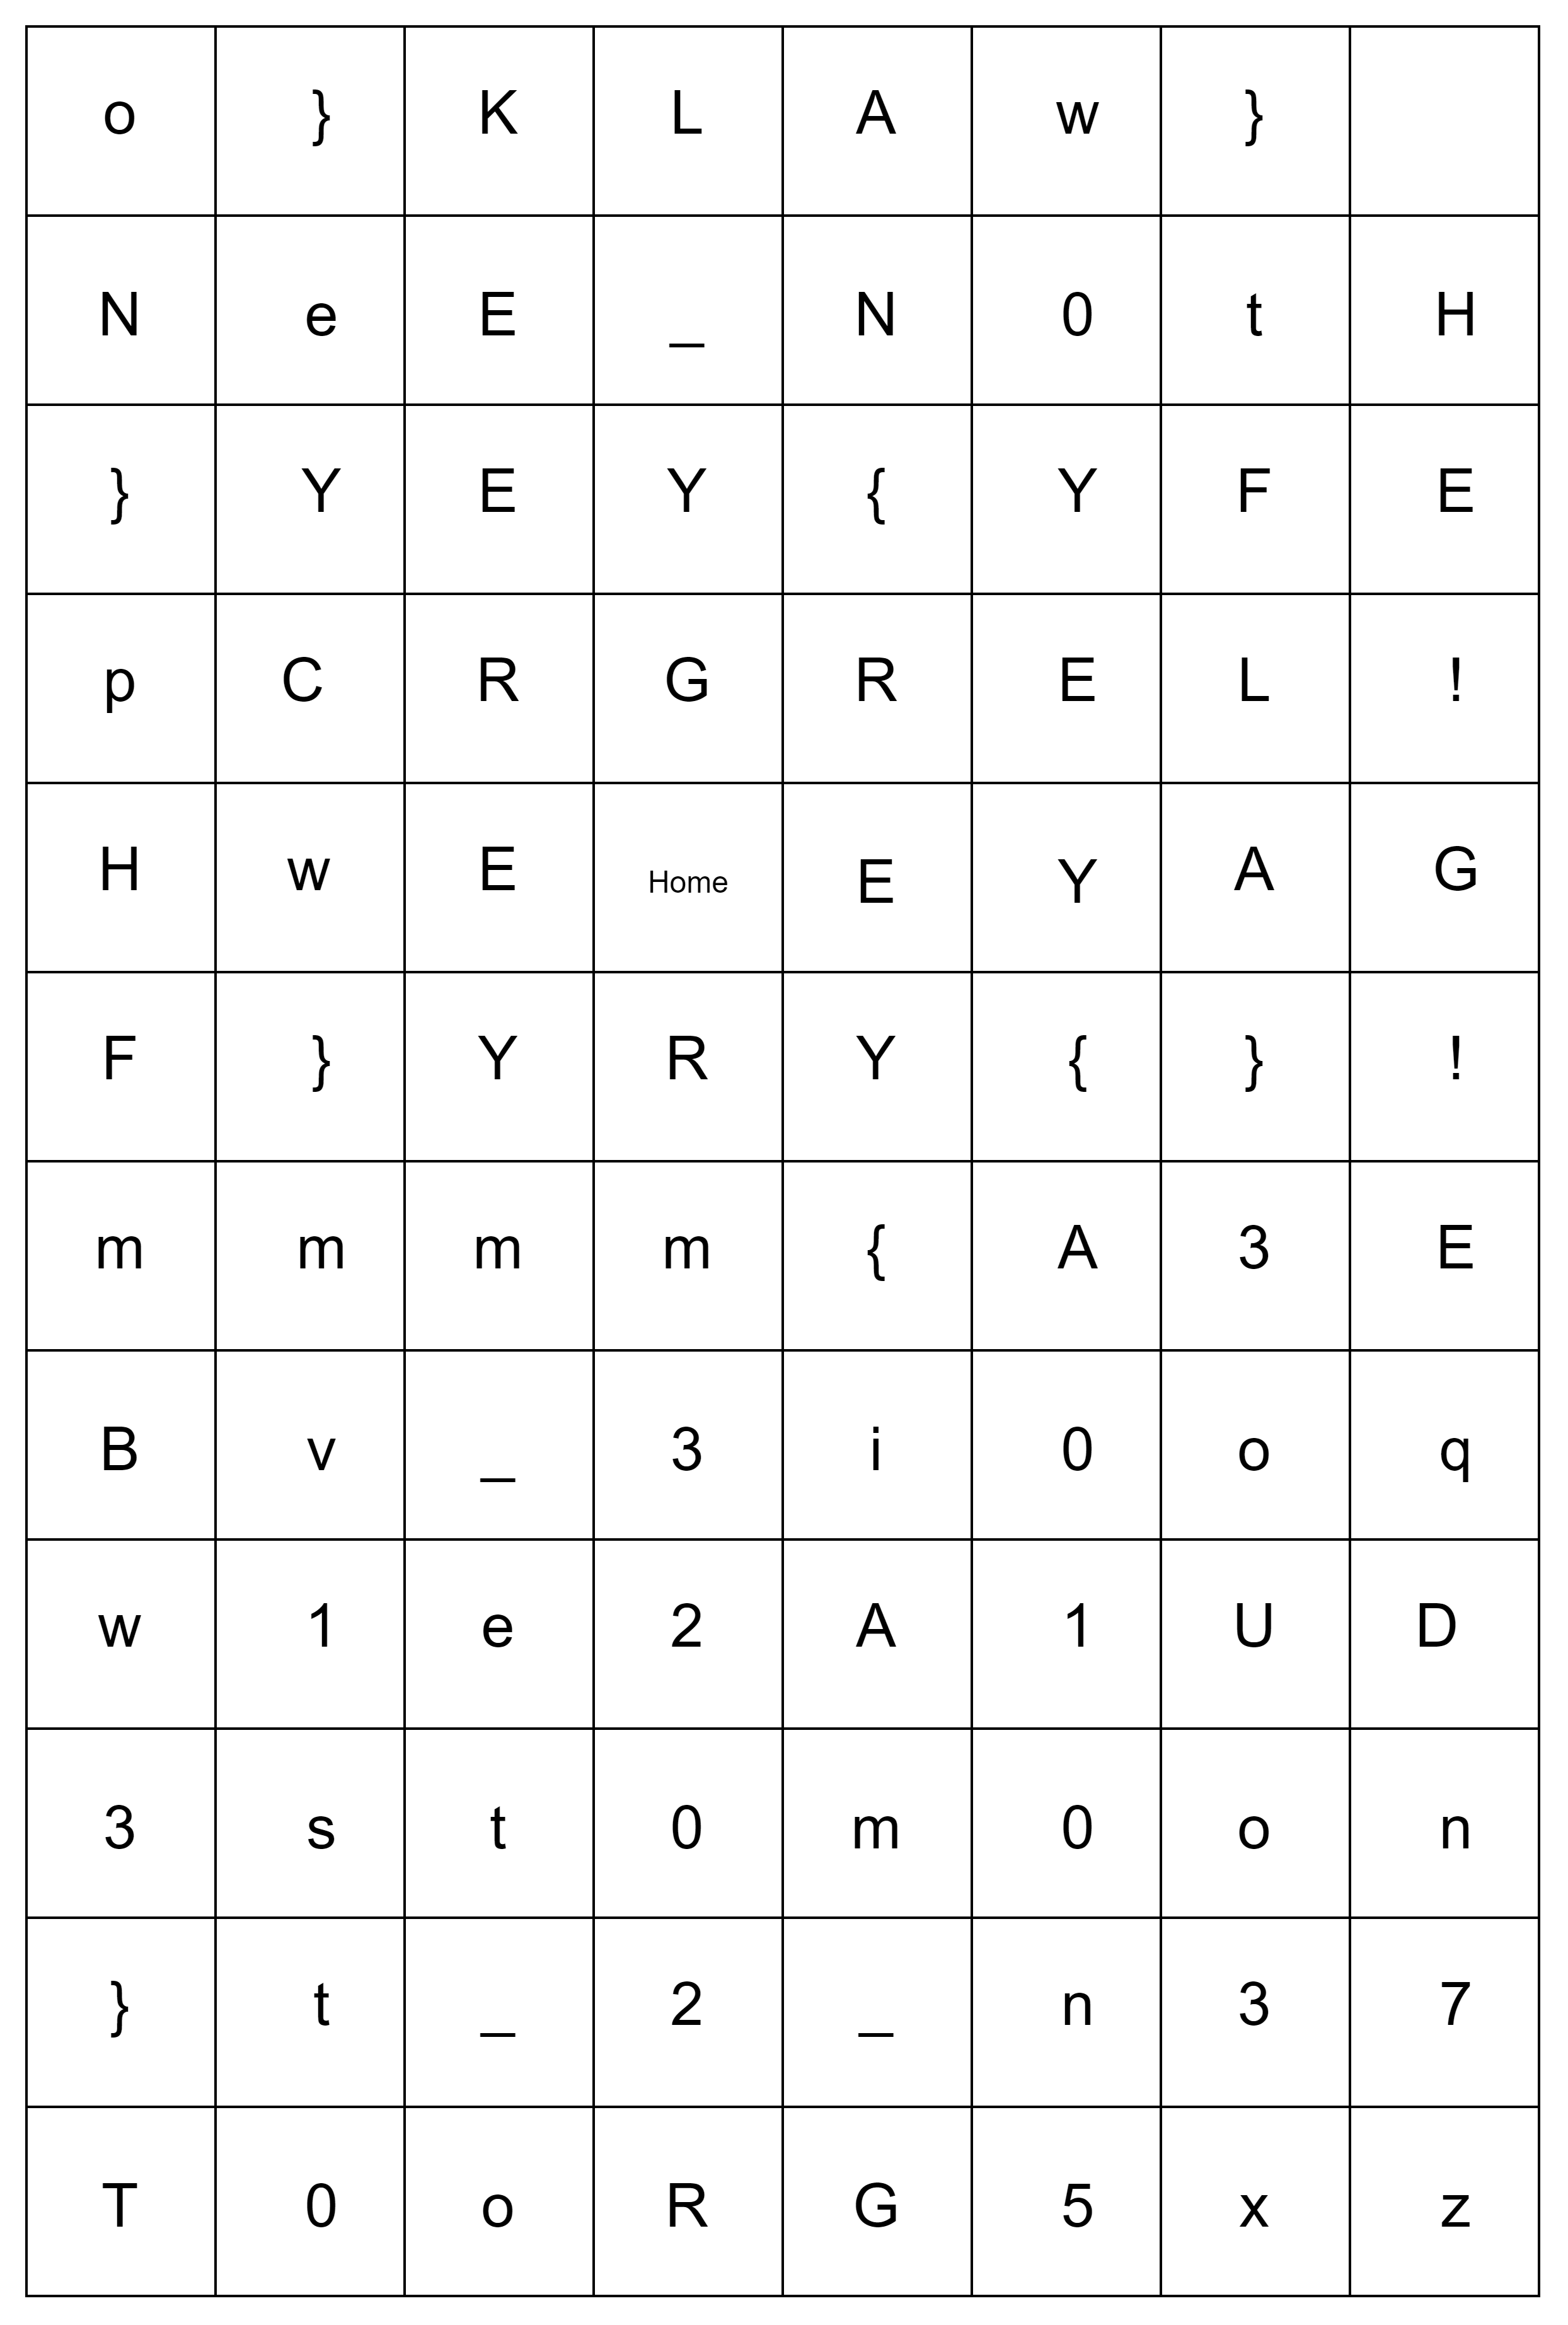 o } K L A w }
N e E _ N 0 t H
} Y E Y { Y F E
p C R G R E L !
H w E Home E Y A G
F } Y R Y { } !
m m m m { A 3 E
B v _ 3 i 0 o q
w 1 e 2 A 1 U D
3 s t 0 m 0 o n
} t _ 2 _ n 3 7
T 0 o R G 5 x z